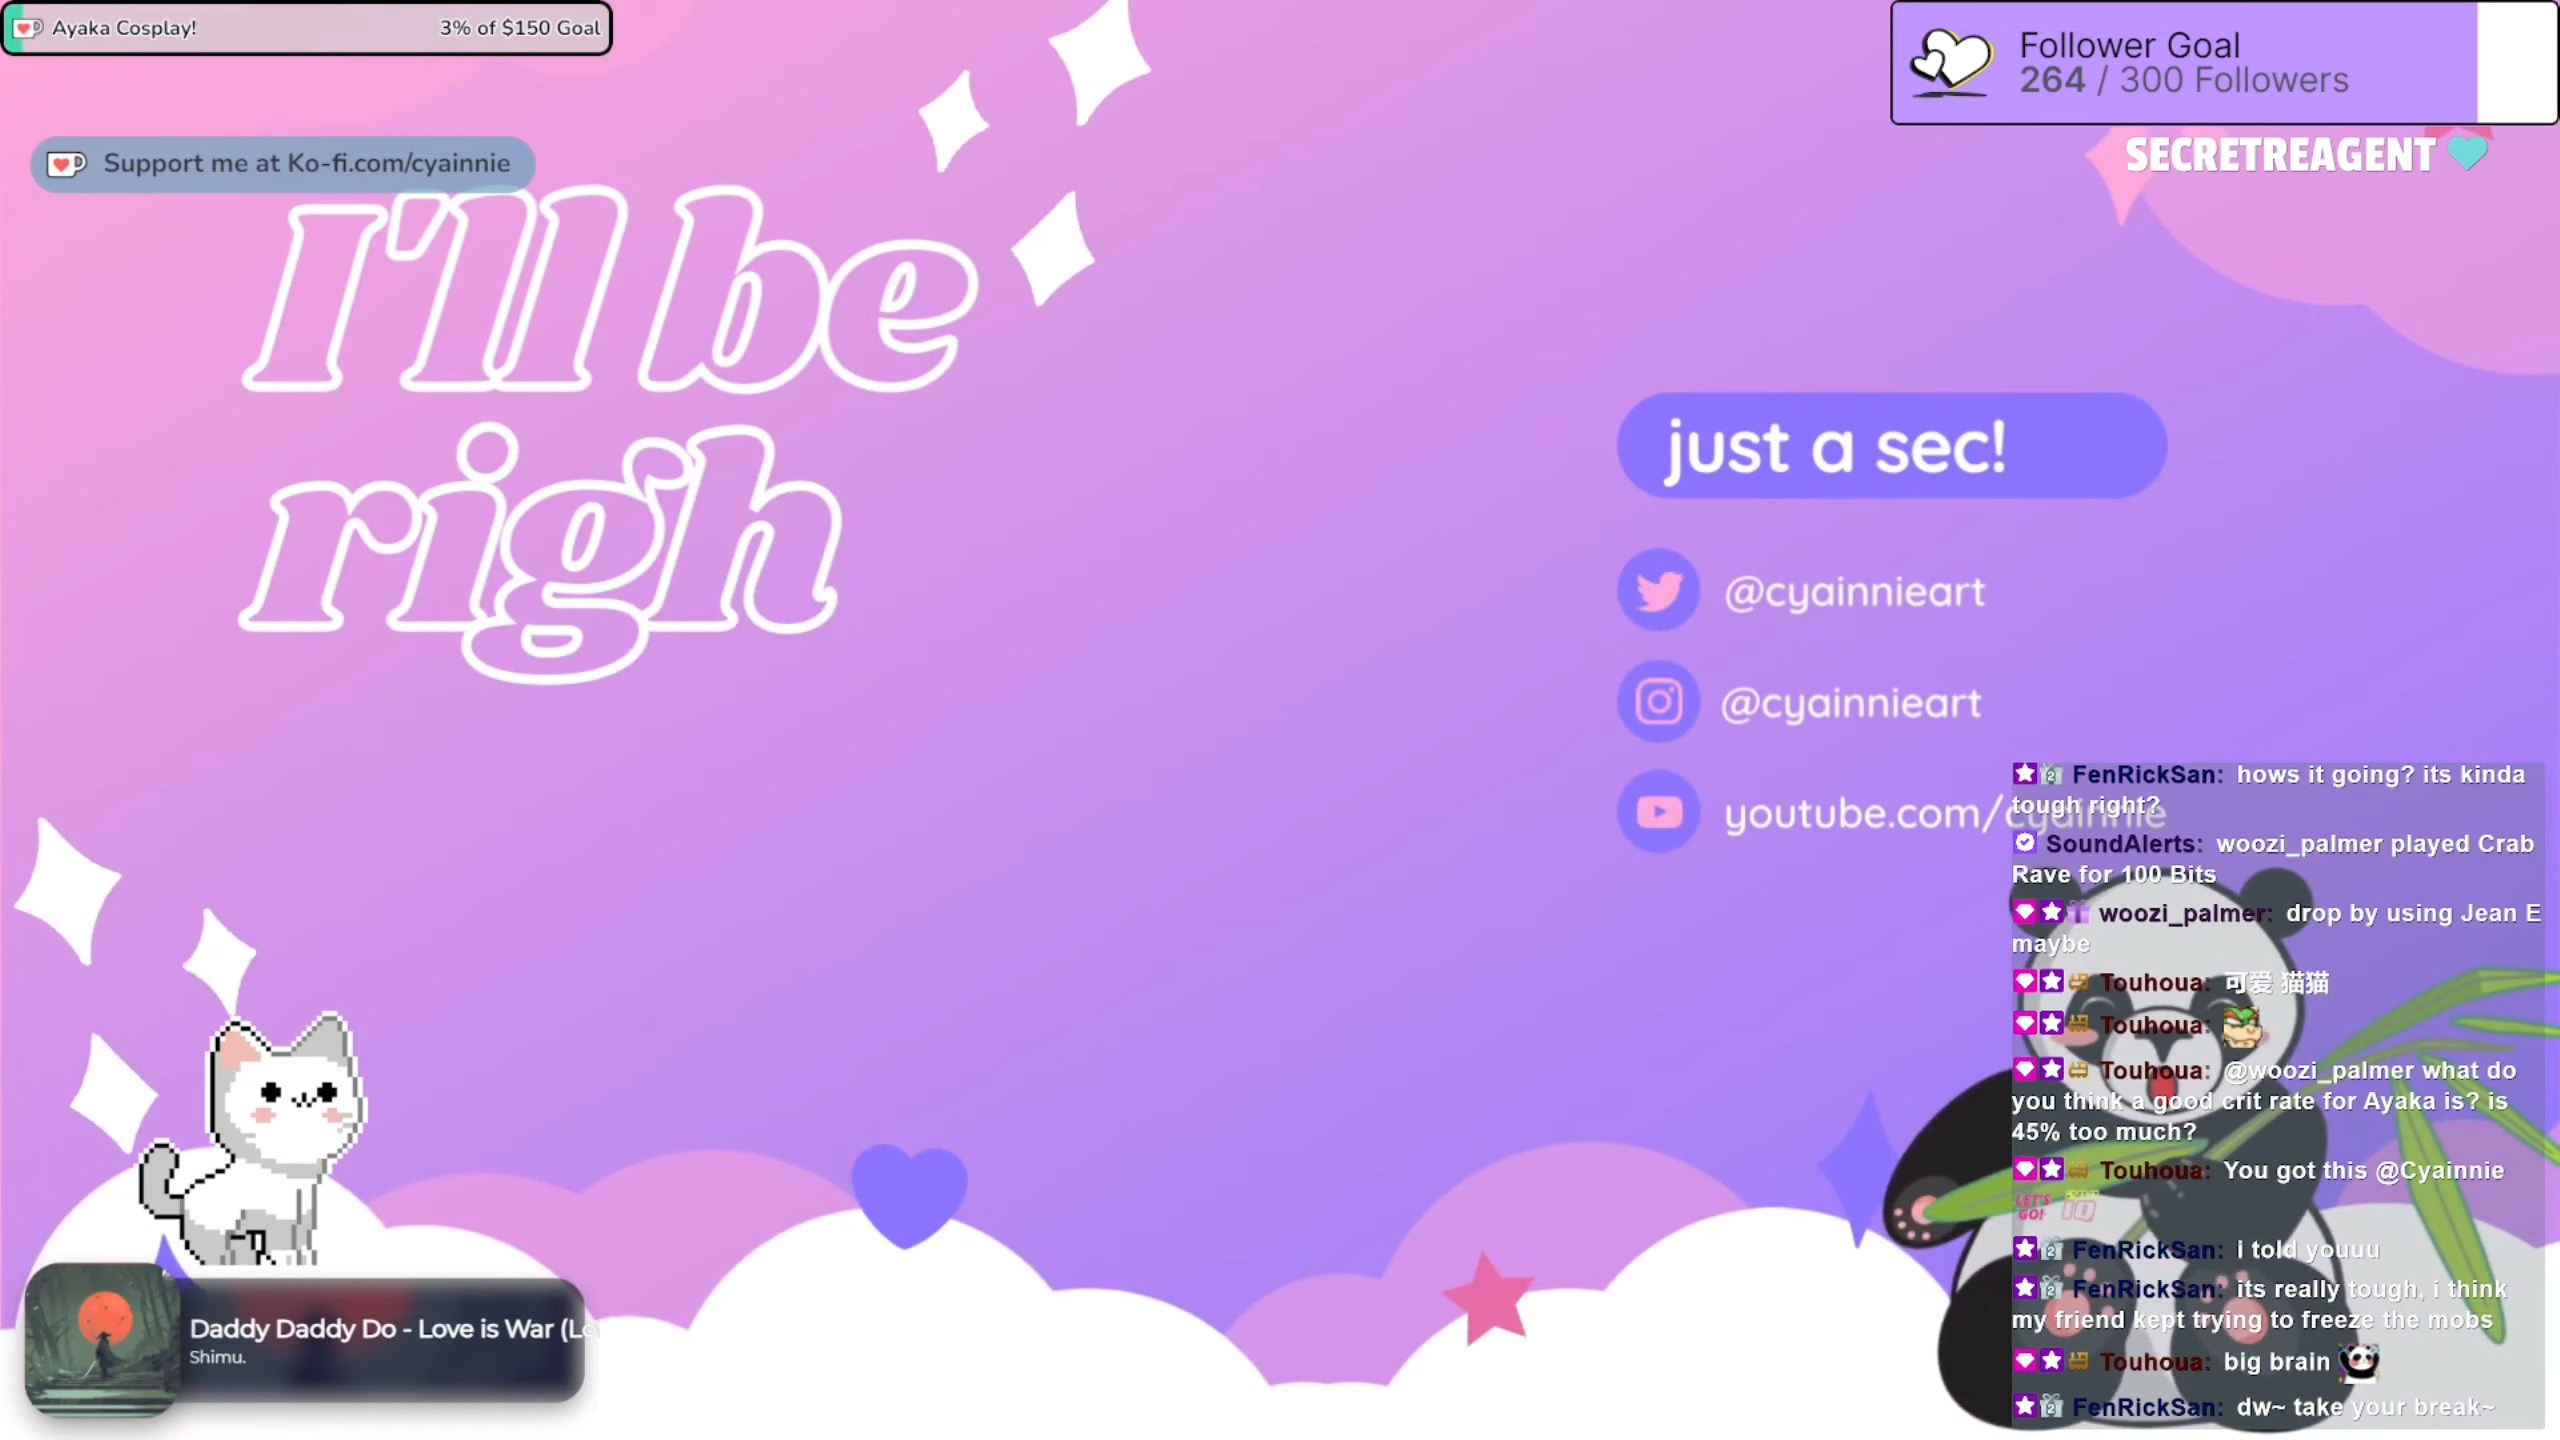 Ayaka Cosplay! 3% of $150 Goal
Follower Goal
264 / 300 Followers
SECRETREAGENT
Support me at Ko-fi.com/cyainnie
I'll be
righ
just a sec!
@cyainnieart
@cyainnieart
youtube.com/cyainnie
FenRickSan: hows it going? its kinda
tough right?
SoundAlerts: woozi_palmer played Crab
Rave for 100 Bits
woozi_palmer: drop by using Jean E
maybe
Touhoua: 可爱 猫猫
Touhoua:
Touhoua: @woozi_palmer what do
you think a good crit rate for Ayaka is? is
45% too much?
Touhoua: You got this @Cyainnie
LET'S GO! IQ
FenRickSan: i told youuu
FenRickSan: its really tough, i think
my friend kept trying to freeze the mobs
Touhoua: big brain
FenRickSan: dw~ take your break~
Daddy Daddy Do - Love is War (Lo
Shimu.